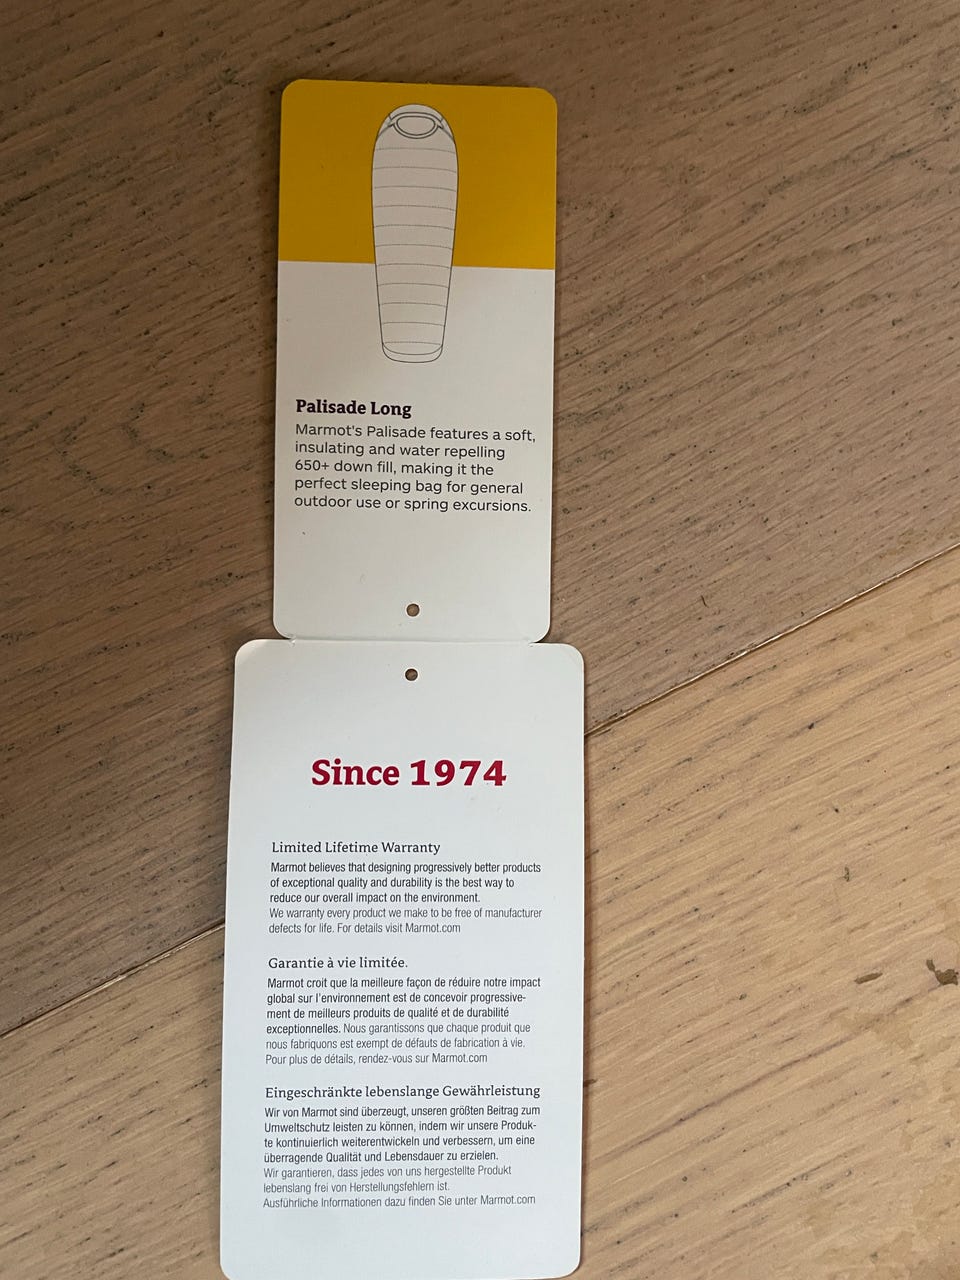 Palisade Long
Marmot's Palisade features a soft,
insulating and water repelling
650+ down fill, making it the
perfect sleeping bag for general
outdoor use or spring excursions.
Since 1974
Limited Lifetime Warranty
Marmot believes that designing progressively better products
of exceptional quality and durability is the best way to
reduce our overall impact on the environment.
We warranty every product we make to be free of manufacturer
defects for life. For details visit Marmot.com
Garantie à vie limitée.
Marmot croit que la meilleure façon de réduire notre impact
global sur l'environnement est de concevoir progressive-
ment de meilleurs produits de qualité et de durabilité
exceptionnelles. Nous garantissons que chaque produit que
nous fabriquons est exempt de défauts de fabrication à vie.
Pour plus de détails, rendez-vous sur Marmot.com
Eingeschränkte lebenslange Gewährleistung
Wir von Marmot sind überzeugt, unseren größten Beitrag zum
Umweltschutz leisten zu können, indem wir unsere Produk-
te kontinuierlich weiterentwickeln und verbessern, um eine
überragende Qualität und Lebensdauer zu erzielen.
Wir garantieren, dass jedes von uns hergestellte Produkt
lebenslang frei von Herstellungsfehlern ist.
Ausführliche Informationen dazu finden Sie unter Marmot.com